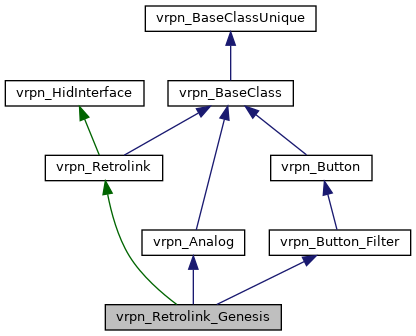 vrpn_BaseClassUnique
vrpn_HidInterface
vrpn_BaseClass
vrpn_Retrolink
vrpn_Button
vrpn_Analog
vrpn_Button_Filter
vrpn_Retrolink_Genesis